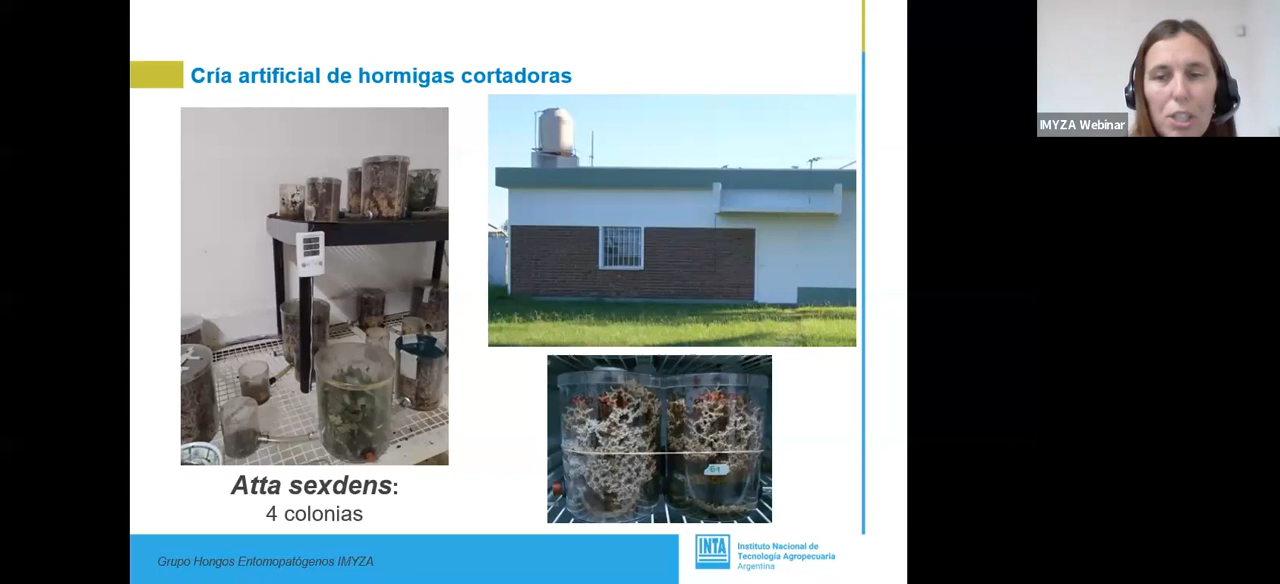 Cría artificial de hormigas cortadoras
IMYZA Webinar
Atta sexdens:
4 colonias
Grupo Hongos Entomopatógenos IMYZA
INTA
Instituto Nacional de
Tecnología Agropecuaria
Argentina